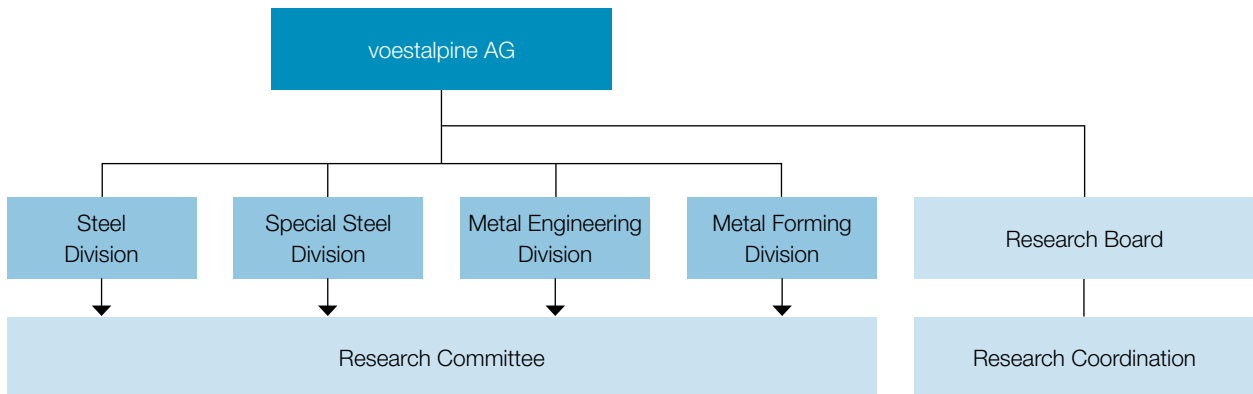 voestalpine AG
Steel
Division
Special Steel
Division
Metal Engineering
Division
Metal Forming
Division
Research Board
Research Committee
Research Coordination